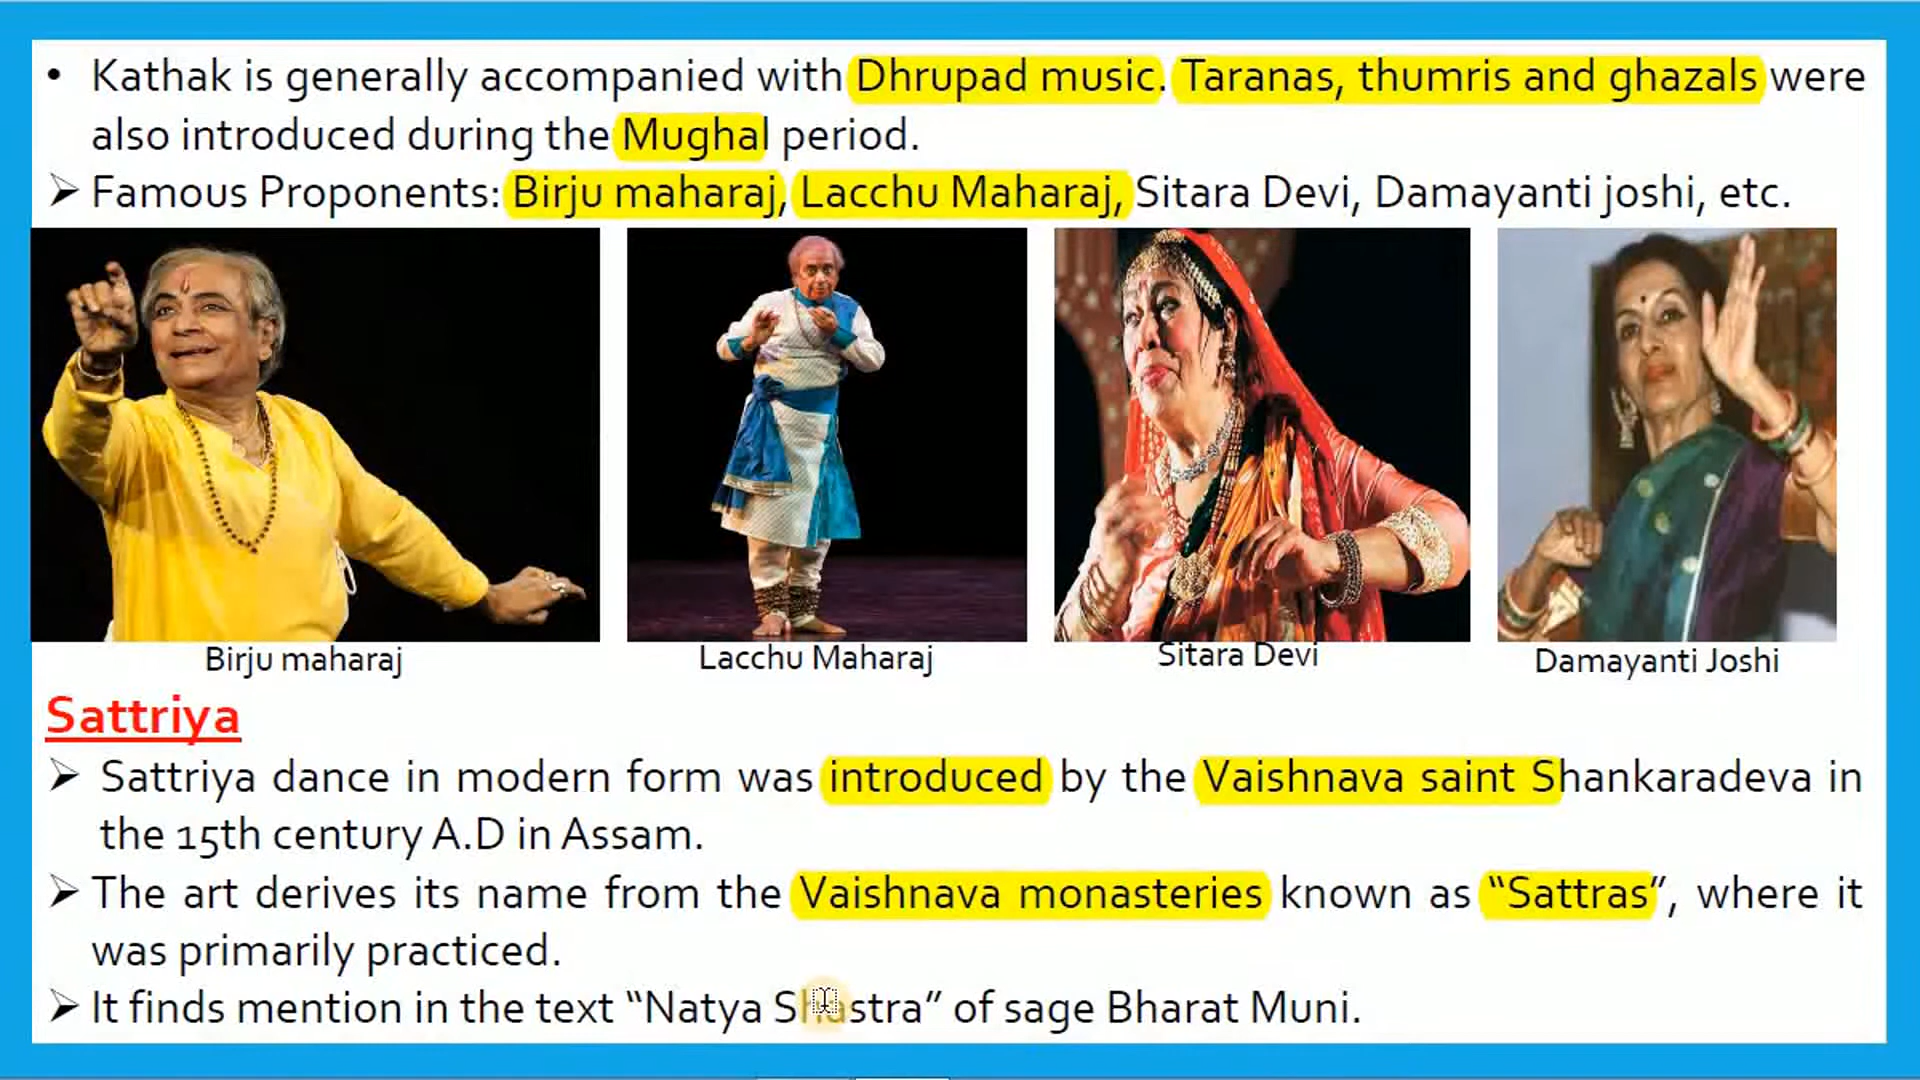 • Kathak is generally accompanied with Dhrupad music. Taranas, thumris and ghazals were
also introduced during the Mughal period.
➢ Famous Proponents: Birju maharaj, Lacchu Maharaj, Sitara Devi, Damayanti joshi, etc.
Birju maharaj
Lacchu Maharaj
Sitara Devi
Damayanti Joshi
Sattriya
➢ Sattriya dance in modern form was introduced by the Vaishnava saint Shankaradeva in
the 15th century A.D in Assam.
➢ The art derives its name from the Vaishnava monasteries known as “Sattras”, where it
was primarily practiced.
➢ It finds mention in the text “Natya Shastra” of sage Bharat Muni.